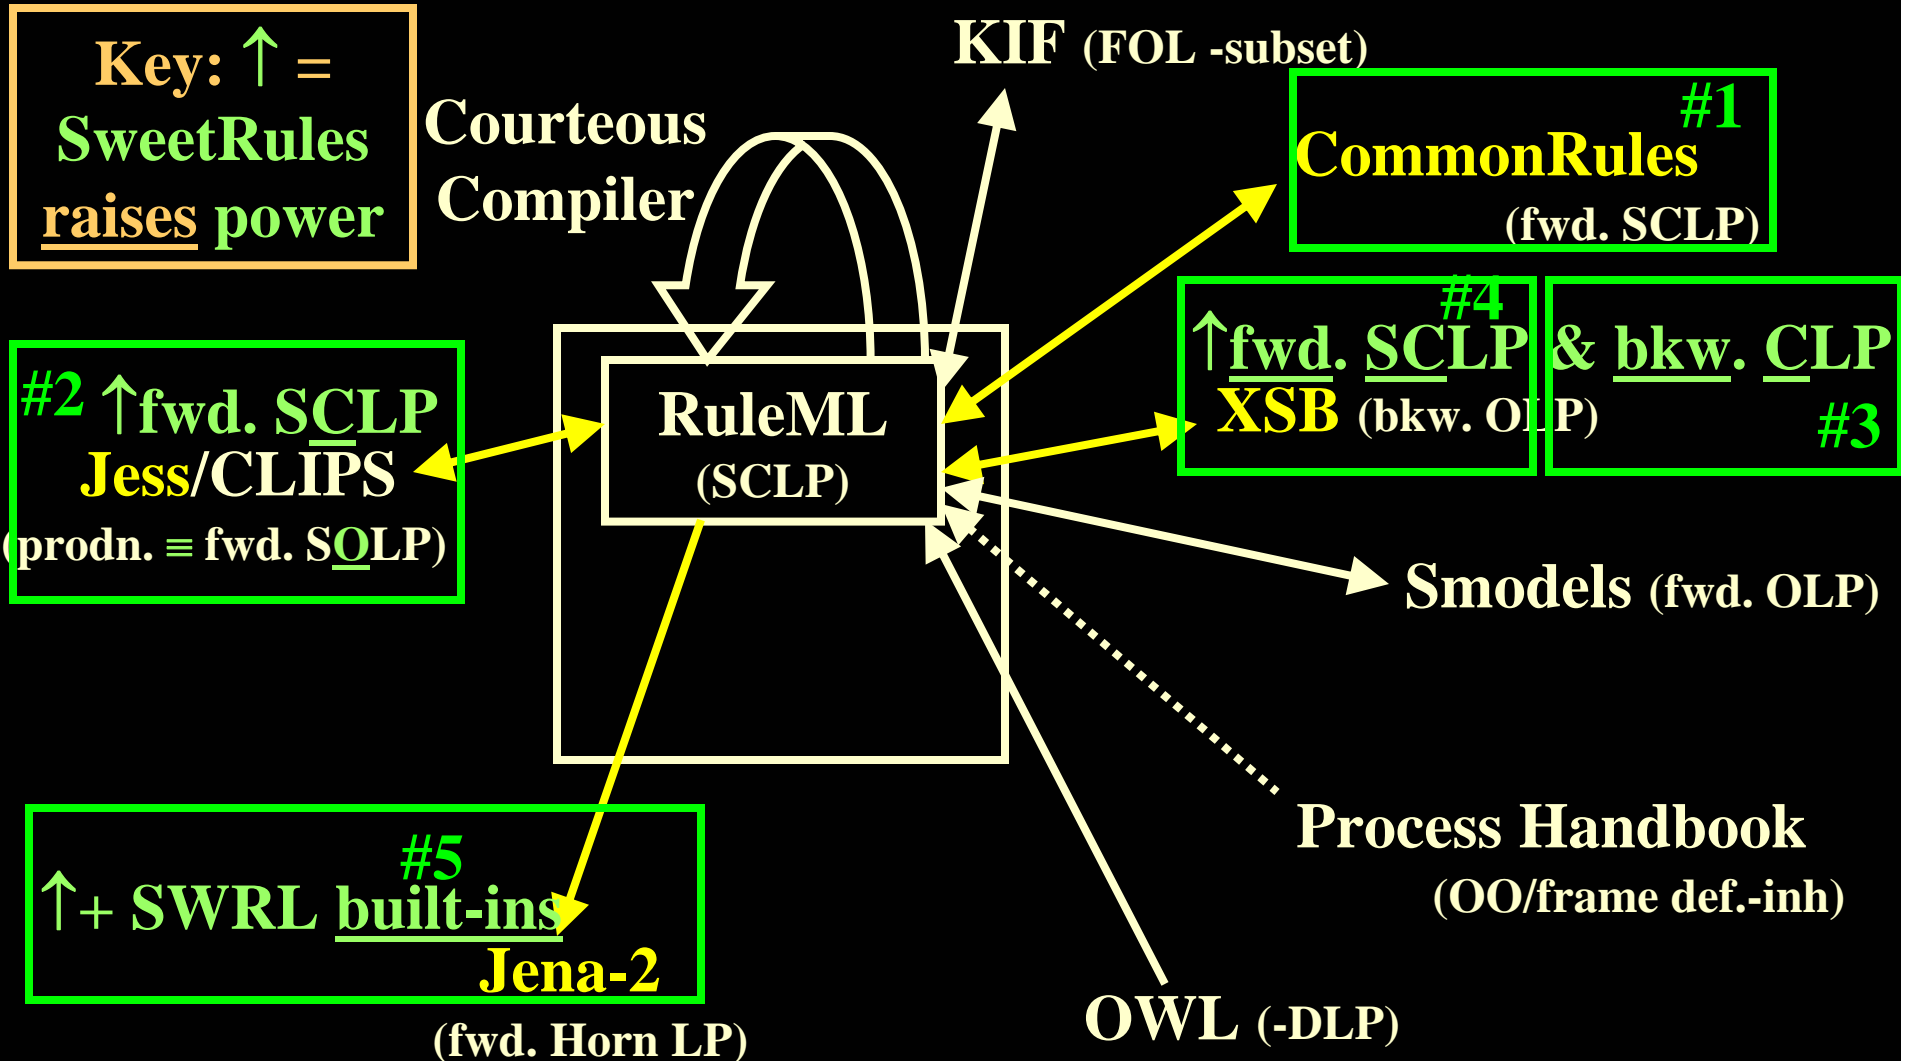 Key: ↑ =
SweetRules
raises power
Courteous
Compiler
KIF (FOL -subset)
#1
CommonRules
(fwd. SCLP)
#4
↑fwd. SCLP & bkw. CLP
XSB (bkw. OLP)
#3
#2 ↑fwd. SCLP
Jess/CLIPS
(prodn. ≡ fwd. SOLP)
RuleML
(SCLP)
Smodels (fwd. OLP)
Process Handbook
(OO/frame def.-inh)
#5
↑+ SWRL built-ins
Jena-2
(fwd. Horn LP)
OWL (-DLP)